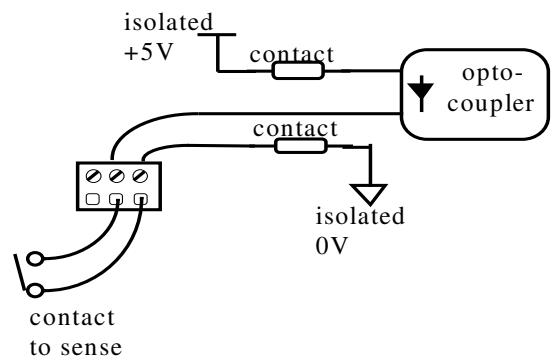 isolated
+5V
contact
opto-
coupler
contact
isolated
0V
contact
to sense